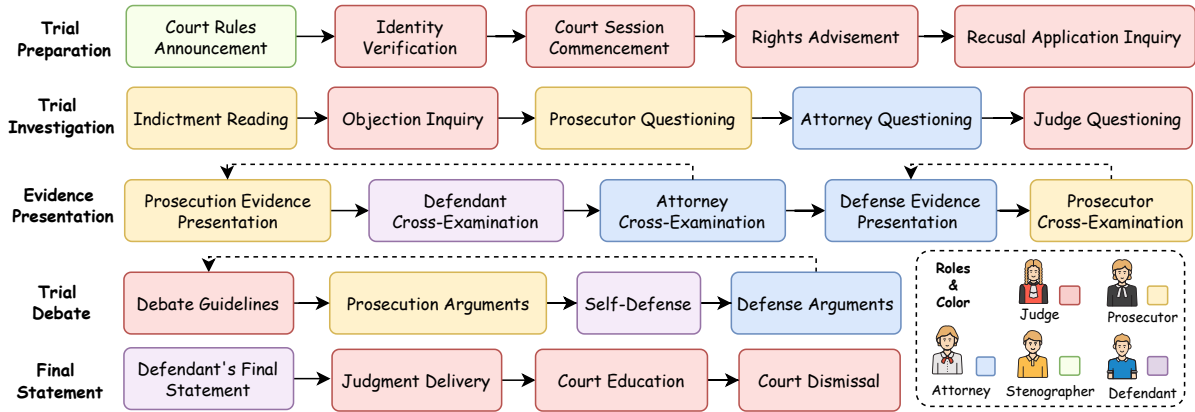 Trial
Preparation
Court Rules
Announcement
Identity
Verification
Court Session
Commencement
Rights Advisement
Recusal Application Inquiry
Trial
Investigation
Indictment Reading
Objection Inquiry
Prosecutor Questioning
Attorney Questioning
Judge Questioning
Evidence
Presentation
Prosecution Evidence
Presentation
Defendant
Cross-Examination
Attorney
Cross-Examination
Defense Evidence
Presentation
Prosecutor
Cross-Examination
Trial
Debate
Debate Guidelines
Prosecution Arguments
Self-Defense
Defense Arguments
Final
Statement
Defendant's Final
Statement
Judgment Delivery
Court Education
Court Dismissal
Roles
&
Color
Judge
Prosecutor
Attorney
Stenographer
Defendant